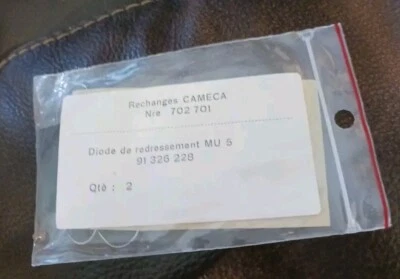 Rechanges CAMECA
Nre 702 701
Diode de redressement MU 5
91 326 228
Qté : 2